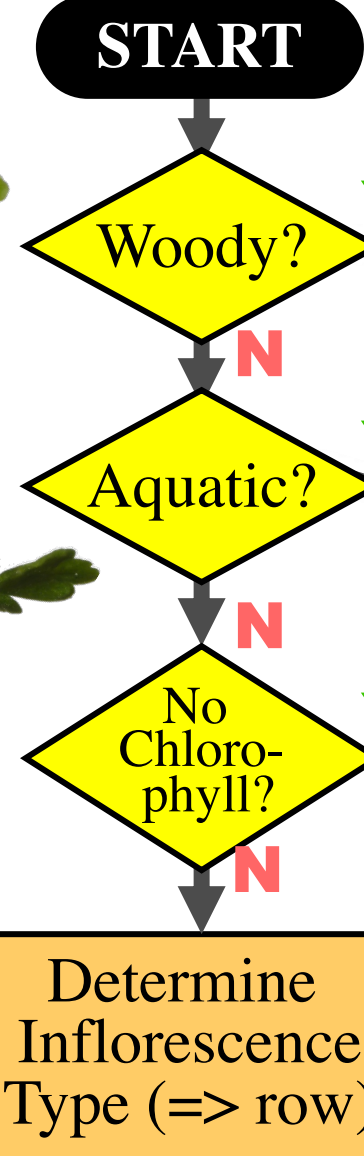 START
Woody?
N
Aquatic?
N
No
Chloro-
phyll?
N
Determine
Inflorescence
Type (=> row)